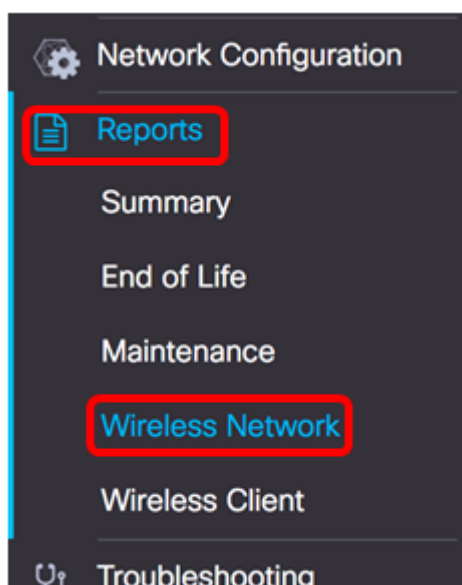 Network Configuration
Reports
Summary
End of Life
Maintenance
Wireless Network
Wireless Client
Troubleshooting